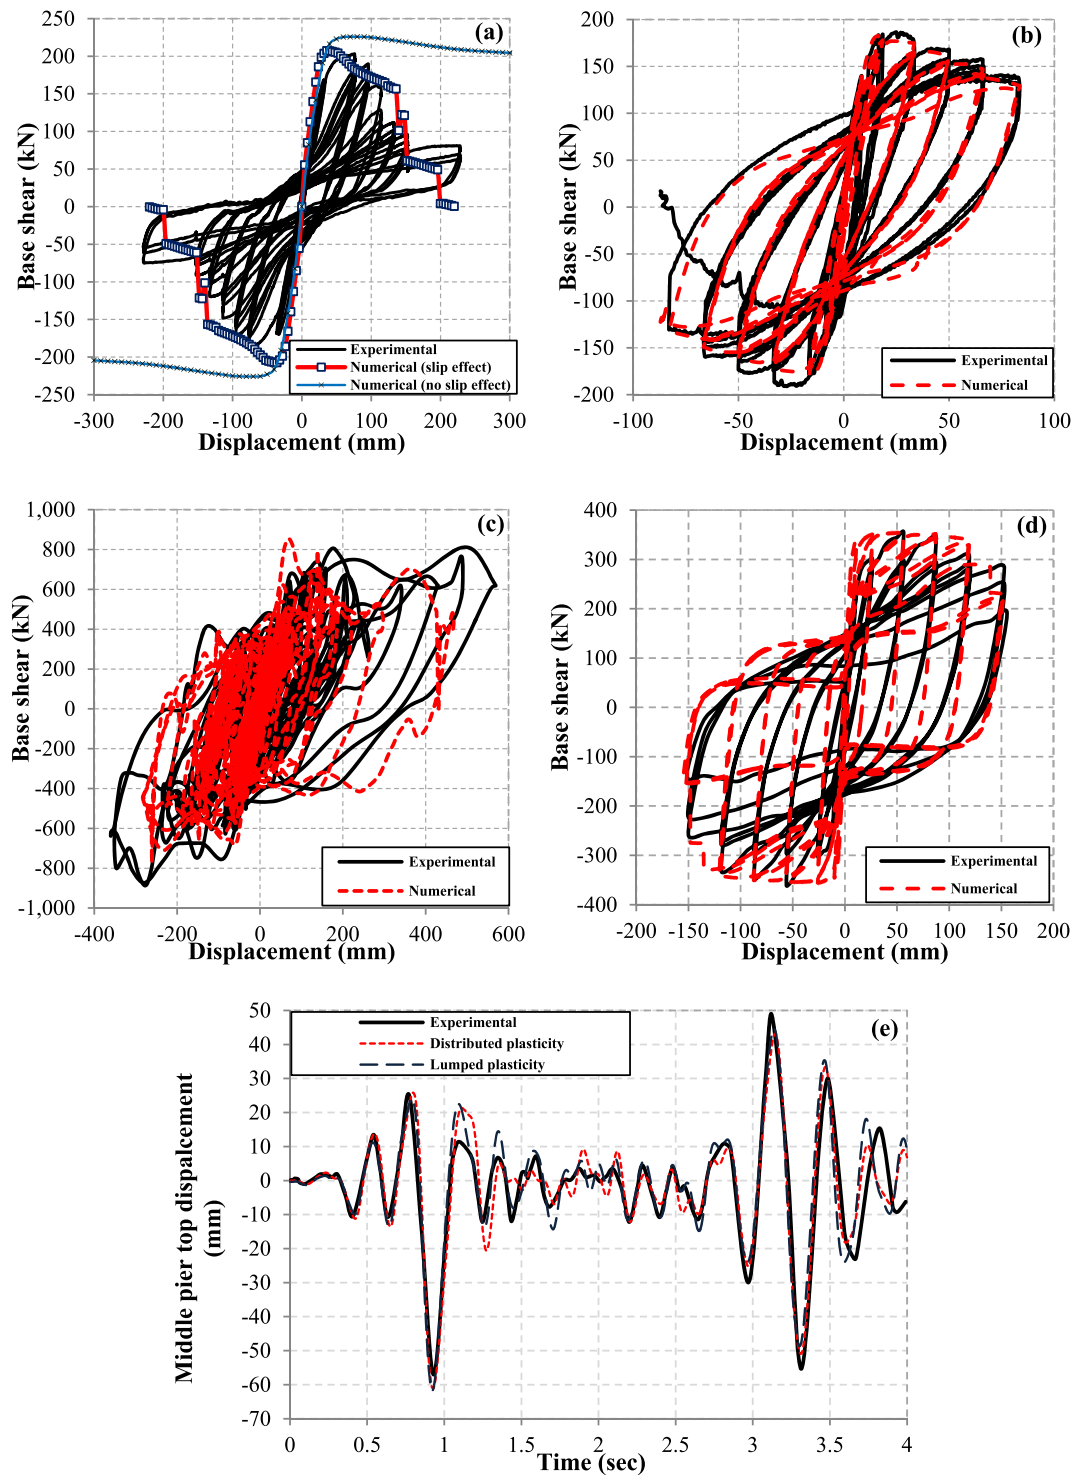 (a)
250
200
150
100
50
0
-50
-100
-150
-200
-250
Base shear (kN)
Experimental
Numerical (slip effect)
Numerical (no slip effect)
-300 -200 -100 0 100 200 300
Displacement (mm)
(b)
200
150
100
50
0
-50
-100
-150
-200
Base shear (kN)
Experimental
Numerical
-100 -50 0 50 100
Displacement (mm)
(c)
1,000
800
600
400
200
0
-200
-400
-600
-800
-1,000
Base shear (kN)
Experimental
Numerical
-400 -200 0 200 400 600
Displacement (mm)
(d)
400
300
200
100
0
-100
-200
-300
-400
Base shear (kN)
Experimental
Numerical
-200 -150 -100 -50 0 50 100 150 200
Displacement (mm)
(e)
50
40
30
20
10
0
-10
-20
-30
-40
-50
-60
-70
Middle pier top dispalcement
(mm)
Experimental
Distributed plasticity
Lumped plasticity
0 0.5 1 1.5 2 2.5 3 3.5 4
Time (sec)